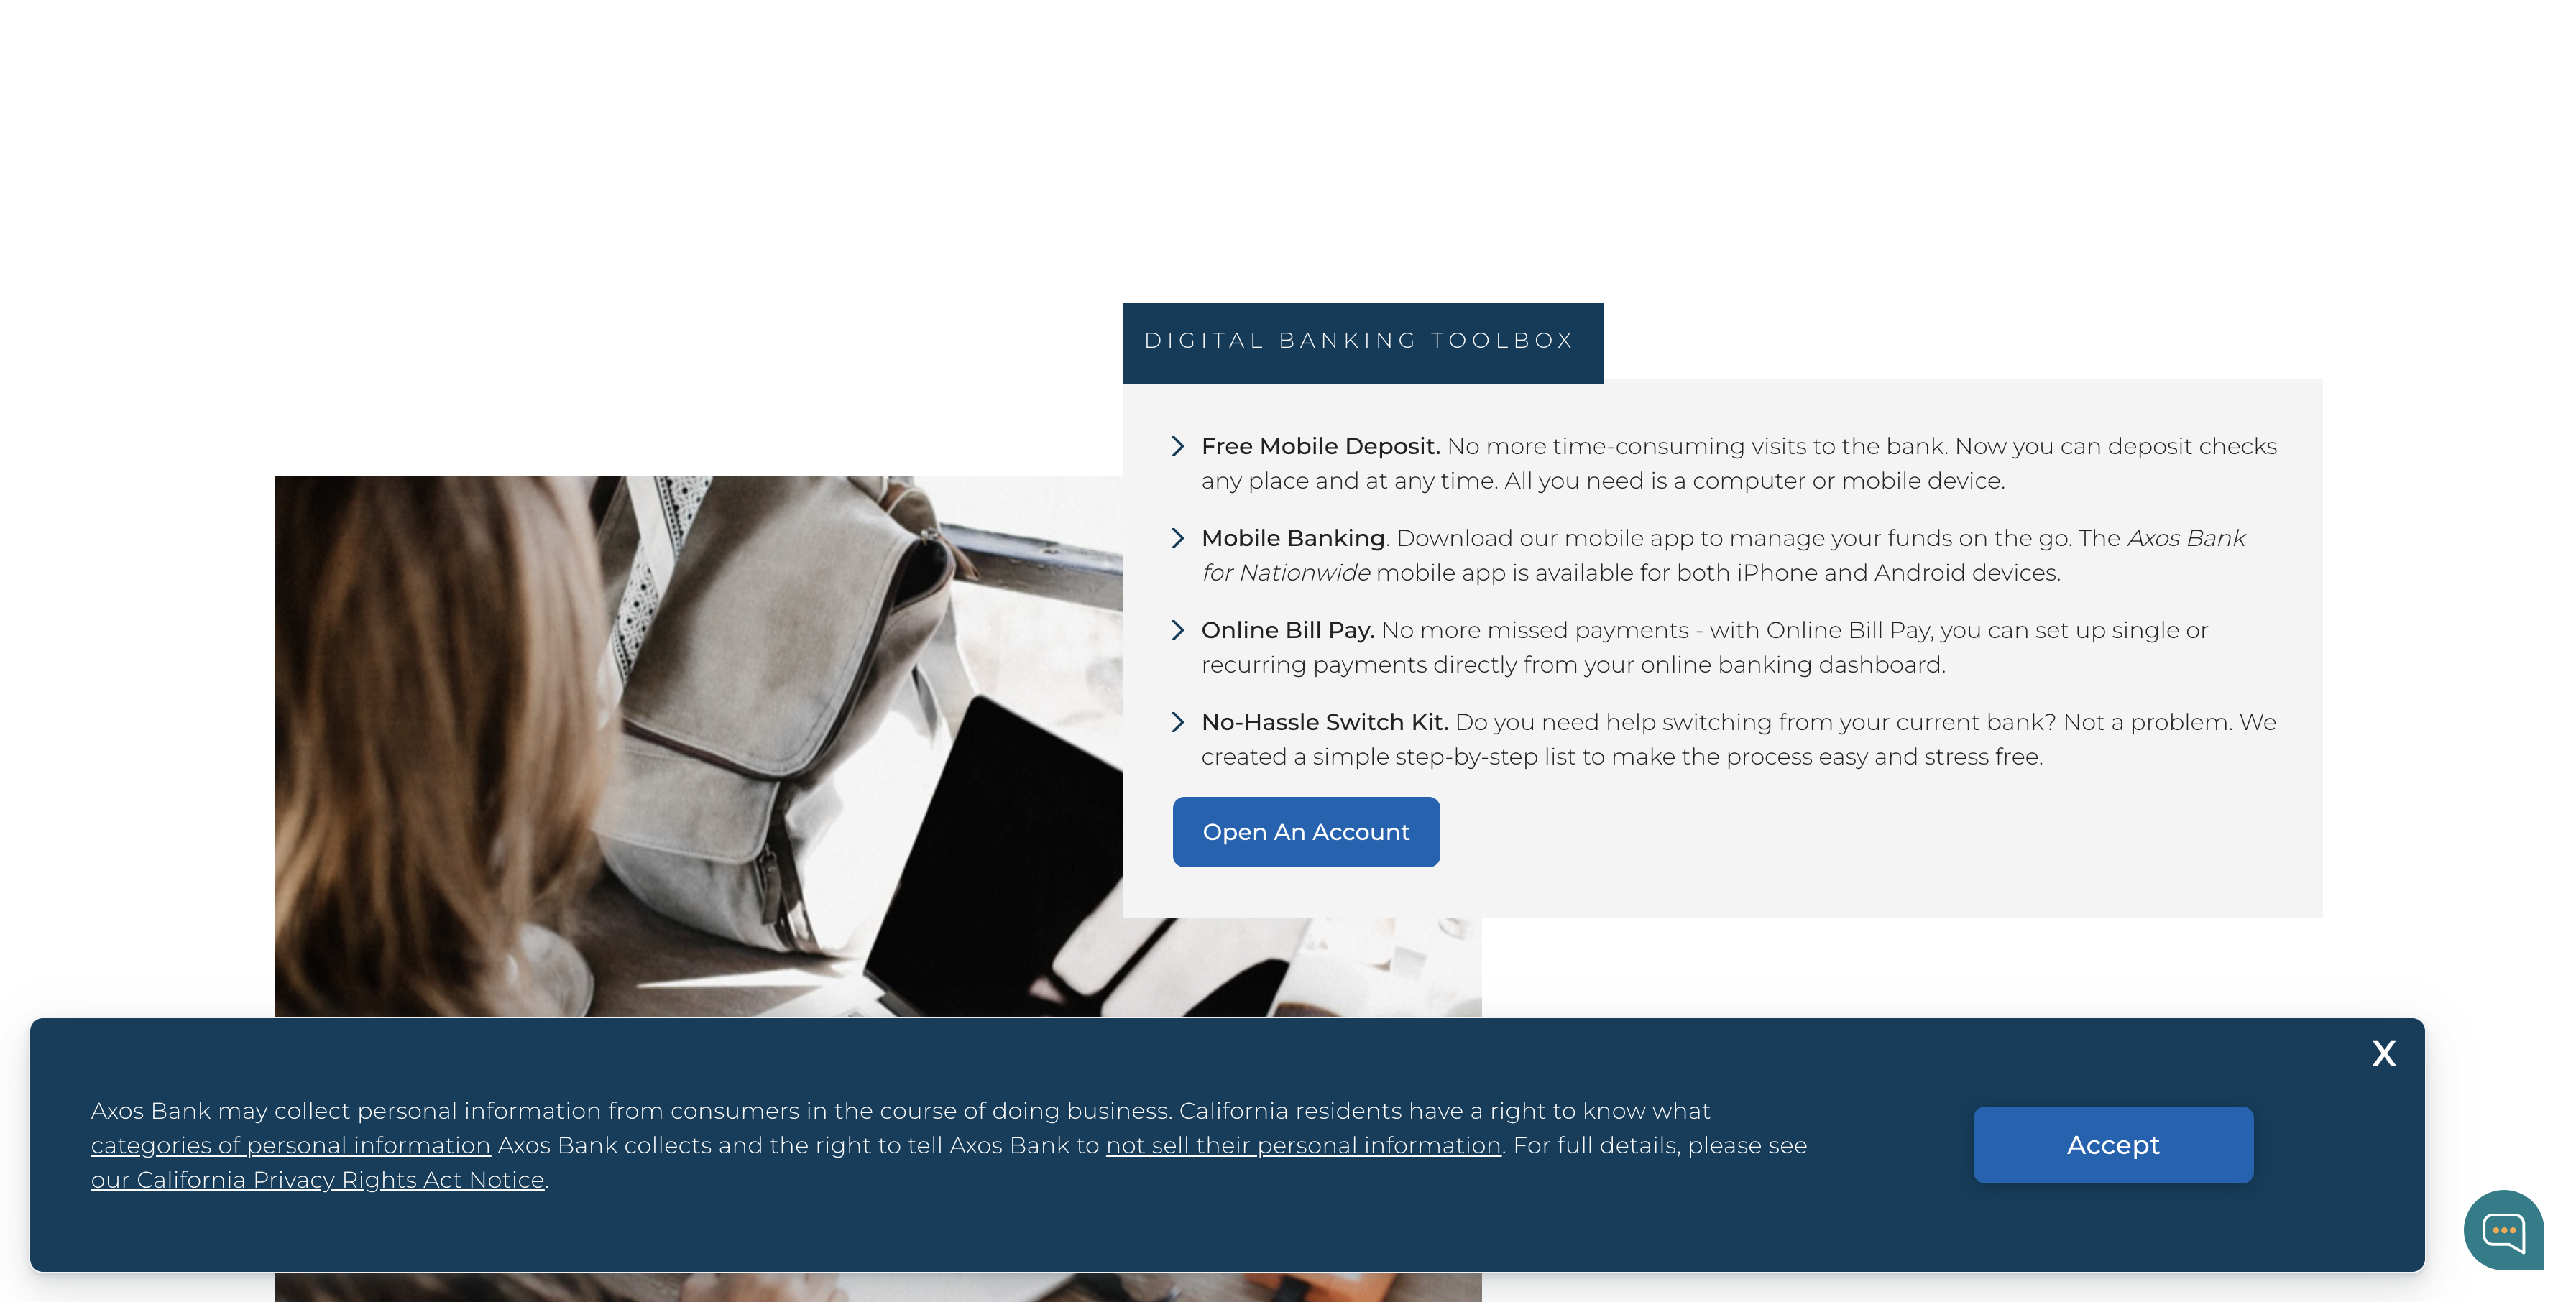 DIGITAL BANKING TOOLBOX
Free Mobile Deposit. No more time-consuming visits to the bank. Now you can deposit checks
any place and at any time. All you need is a computer or mobile device.
Mobile Banking. Download our mobile app to manage your funds on the go. The Axos Bank
for Nationwide mobile app is available for both iPhone and Android devices.
Online Bill Pay. No more missed payments - with Online Bill Pay, you can set up single or
recurring payments directly from your online banking dashboard.
No-Hassle Switch Kit. Do you need help switching from your current bank? Not a problem. We
created a simple step-by-step list to make the process easy and stress free.
Open An Account
X
Axos Bank may collect personal information from consumers in the course of doing business. California residents have a right to know what
categories of personal information Axos Bank collects and the right to tell Axos Bank to not sell their personal information. For full details, please see
our California Privacy Rights Act Notice.
Accept